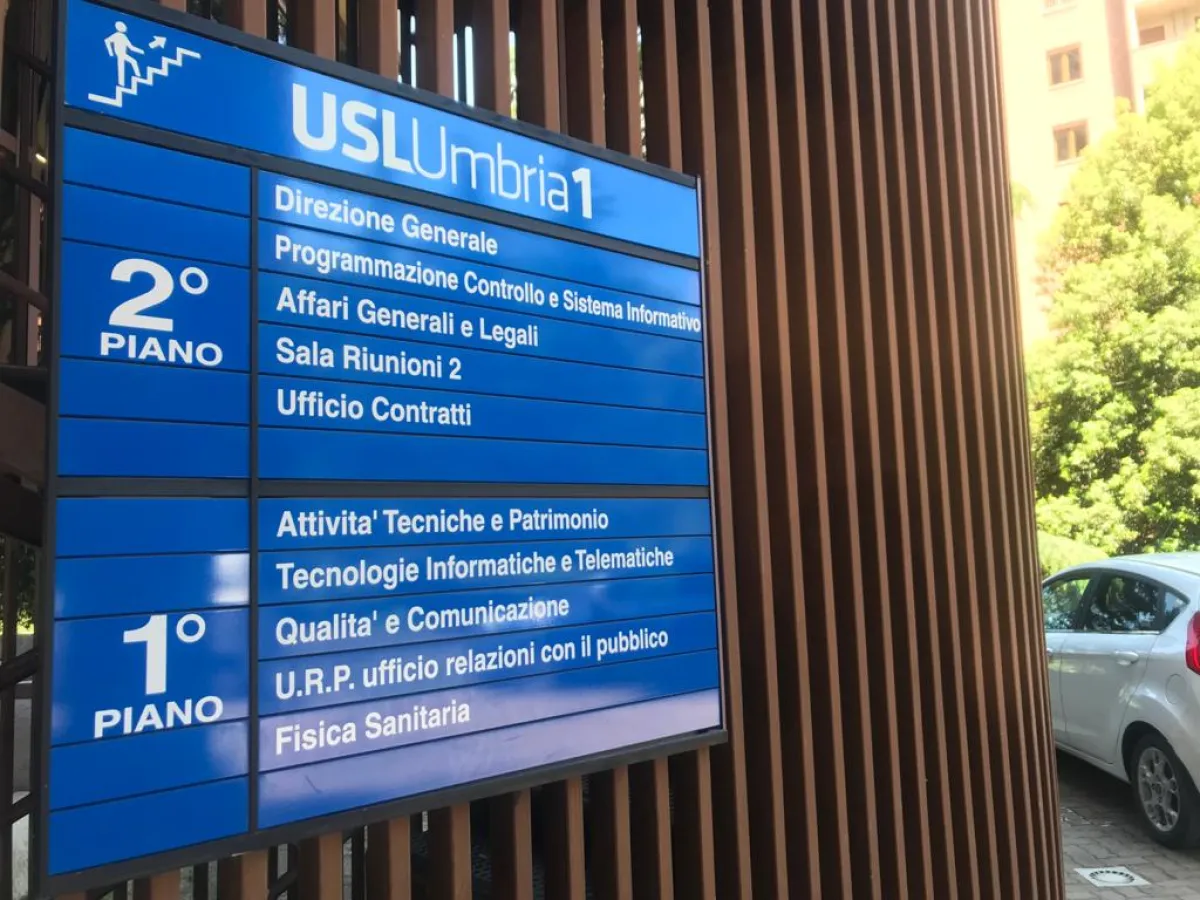 USLUmbria1
2°
PIANO
Direzione Generale
Programmazione Controllo e Sistema Informativo
Affari Generali e Legali
Sala Riunioni 2
Ufficio Contratti
1°
PIANO
Attivita' Tecniche e Patrimonio
Tecnologie Informatiche e Telematiche
Qualita' e Comunicazione
U.R.P. ufficio relazioni con il pubblico
Fisica Sanitaria